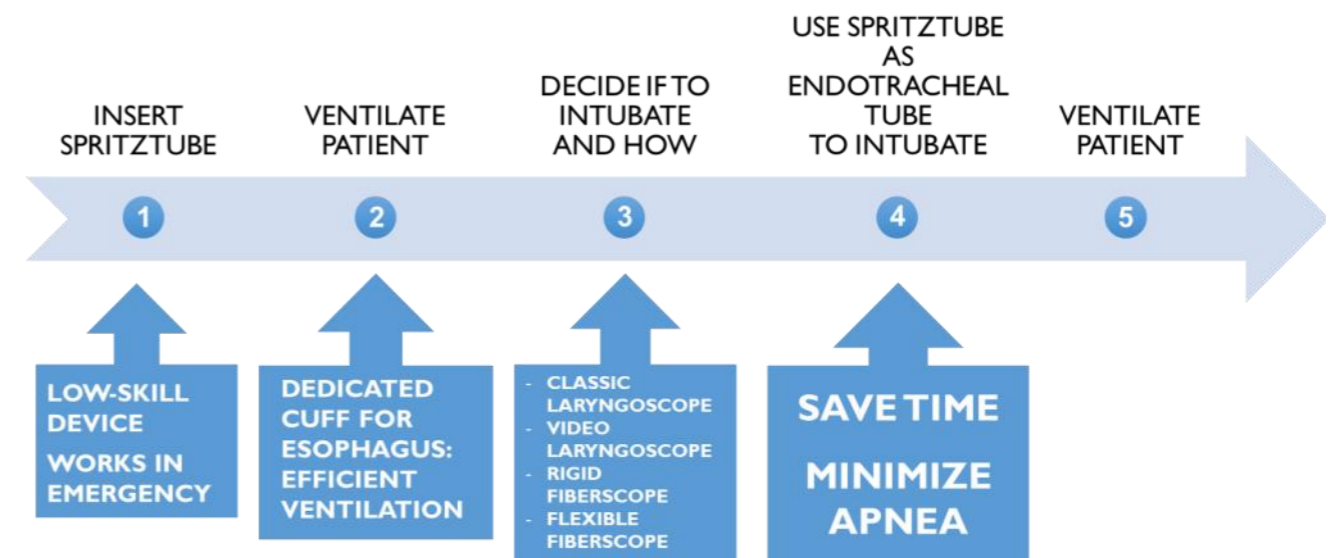 INSERT
SPRITZTUBE
VENTILATE
PATIENT
DECIDE IF TO
INTUBATE
AND HOW
USE SPRITZTUBE
AS
ENDOTRACHEAL
TUBE
TO INTUBATE
VENTILATE
PATIENT
1
2
3
4
5
LOW-SKILL
DEVICE
WORKS IN
EMERGENCY
DEDICATED
CUFF FOR
ESOPHAGUS:
EFFICIENT
VENTILATION
- CLASSIC
LARYNGOSCOPE
- VIDEO
LARYNGOSCOPE
- RIGID
FIBERSCOPE
- FLEXIBLE
FIBERSCOPE
SAVE TIME
MINIMIZE
APNEA